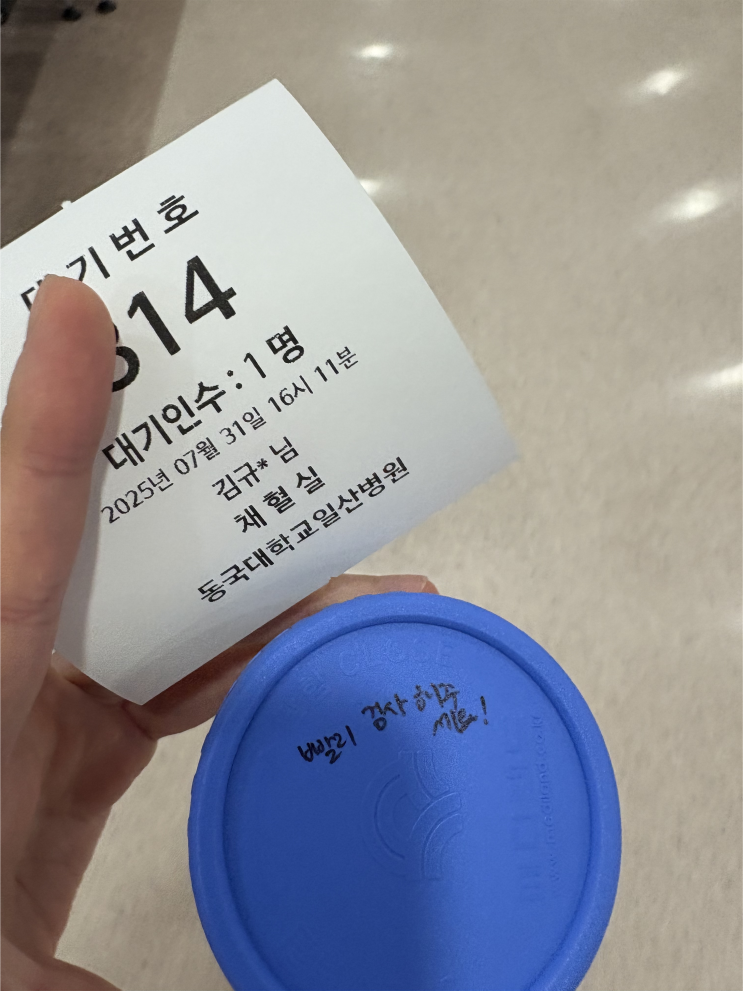 대기번호
814
대기인수 : 1 명
2025년 07월 31일 16시 11분
김규* 님
채 혈 실
동국대학교일산병원
빨리 검사 해주
세요!